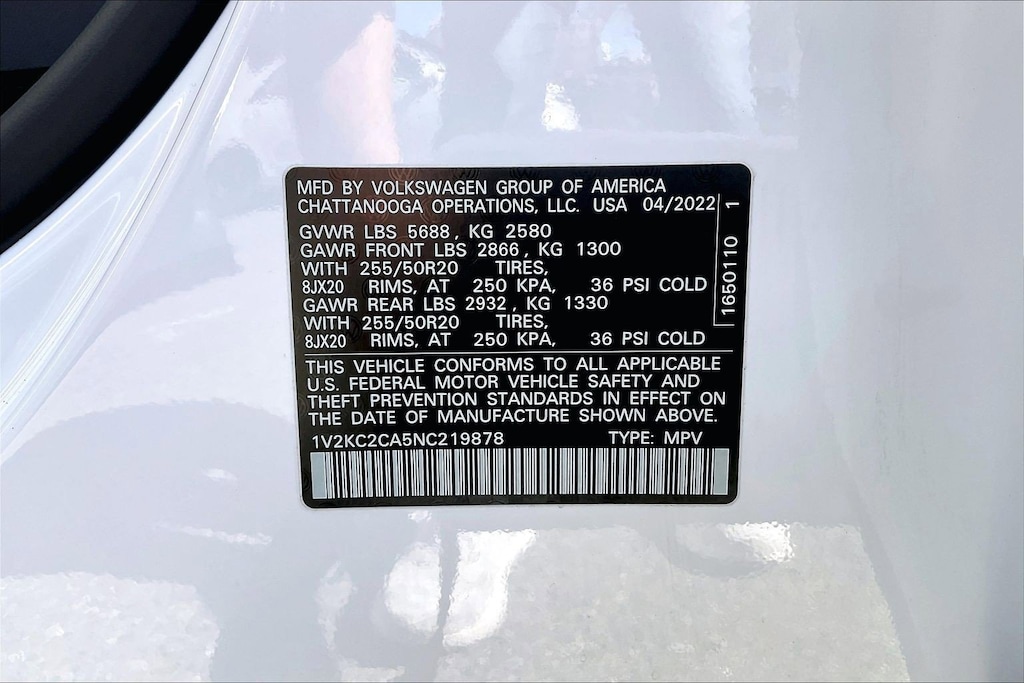 MFD BY VOLKSWAGEN GROUP OF AMERICA
CHATTANOOGA OPERATIONS, LLC. USA 04/2022
GVWR LBS 5688, KG 2580
GAWR FRONT LBS 2866, KG 1300
WITH 255/50R20 TIRES,
8JX20 RIMS, AT 250 KPA, 36 PSI COLD
GAWR REAR LBS 2932, KG 1330
WITH 255/50R20 TIRES,
8JX20 RIMS, AT 250 KPA, 36 PSI COLD
1650110 1
THIS VEHICLE CONFORMS TO ALL APPLICABLE
U.S. FEDERAL MOTOR VEHICLE SAFETY AND
THEFT PREVENTION STANDARDS IN EFFECT ON
THE DATE OF MANUFACTURE SHOWN ABOVE.
1V2KC2CA5NC219878 TYPE: MPV